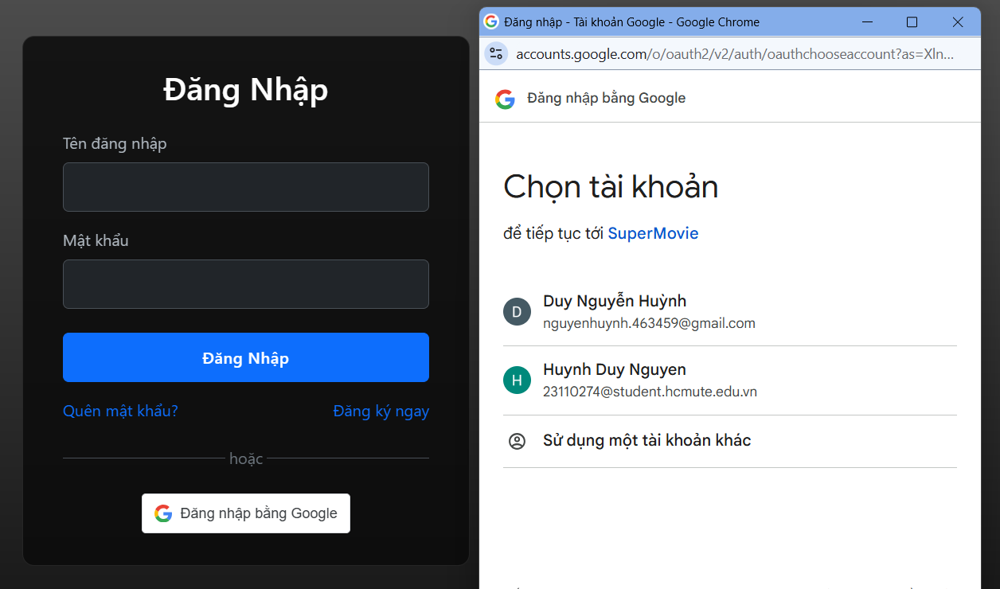 Đăng Nhập
Tên đăng nhập
Mật khẩu
Đăng Nhập
Quên mật khẩu?
Đăng ký ngay
hoặc
Đăng nhập bằng Google
Đăng nhập - Tài khoản Google - Google Chrome
accounts.google.com/o/oauth2/v2/auth/oauthchooseaccount?as=Xln...
Đăng nhập bằng Google
Chọn tài khoản
để tiếp tục tới SuperMovie
D
Duy Nguyễn Huỳnh
nguyenhuynh.463459@gmail.com
H
Huynh Duy Nguyen
23110274@student.hcmute.edu.vn
Sử dụng một tài khoản khác